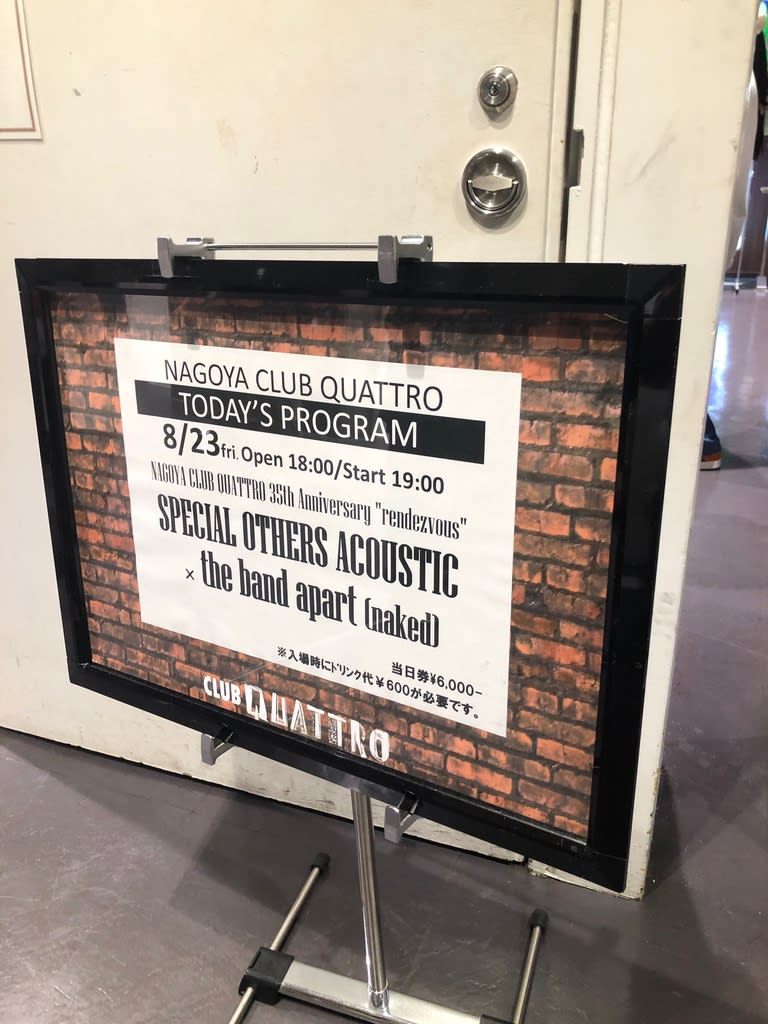 NAGOYA CLUB QUATTRO
TODAY'S PROGRAM
8/23fri. Open 18:00/Start 19:00
NAGOYA CLUB QUATTRO 35th Anniversary "rendezvous"
SPECIAL OTHERS ACOUSTIC
× the band apart (naked)
当日券¥6,000-
※入場時にドリンク代¥600が必要です。
CLUB QUATTRO